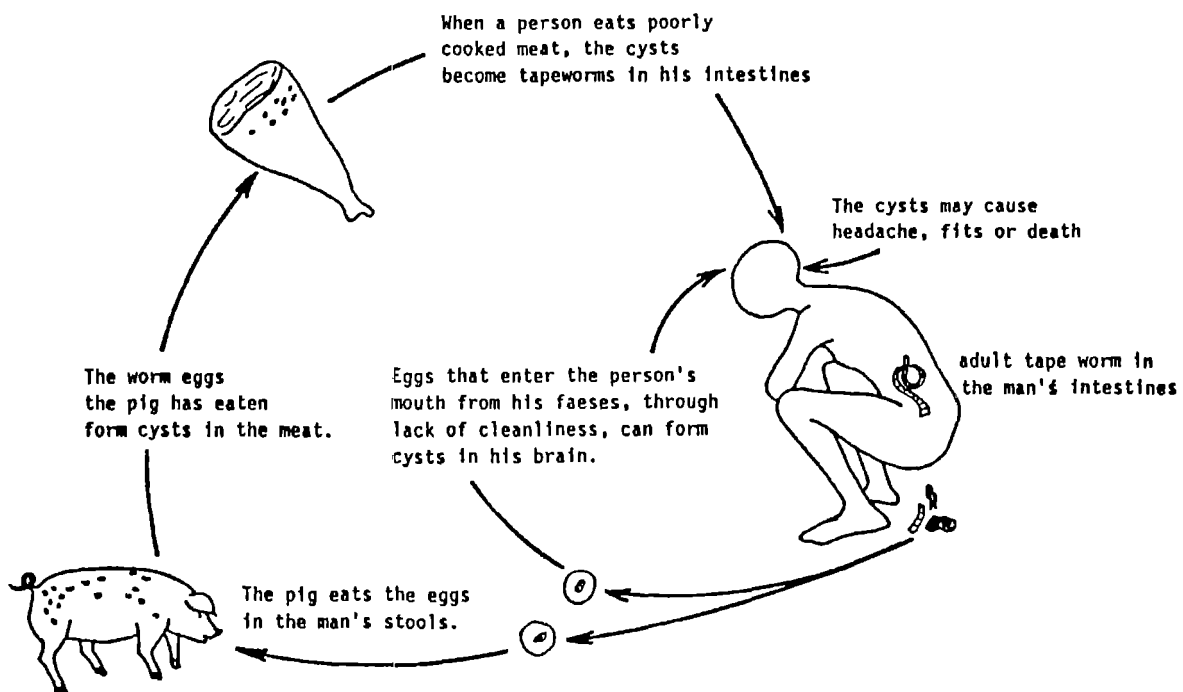 When a person eats poorly
cooked meat, the cysts
become tapeworms in his intestines
The cysts may cause
headache, fits or death
adult tape worm in
the man's intestines
Eggs that enter the person's
mouth from his faeses, through
lack of cleanliness, can form
cysts in his brain.
The worm eggs
the pig has eaten
form cysts in the meat.
The pig eats the eggs
in the man's stools.